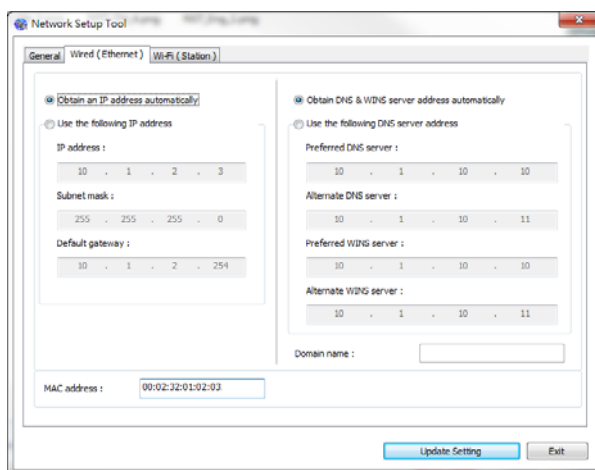 Network Setup Tool
General Wired ( Ethernet ) Wi-Fi ( Station )
Obtain an IP address automatically
Use the following IP address
IP address :
10 . 1 . 2 . 3
Subnet mask :
255 . 255 . 255 . 0
Default gateway :
10 . 1 . 2 . 254
Obtain DNS & WINS server address automatically
Use the following DNS server address
Preferred DNS server :
10 . 1 . 10 . 10
Alternate DNS server :
10 . 1 . 10 . 11
Preferred WINS server :
10 . 1 . 10 . 10
Alternate WINS server :
10 . 1 . 10 . 11
Domain name :
MAC address : 00:02:32:01:02:03
Update Setting Exit